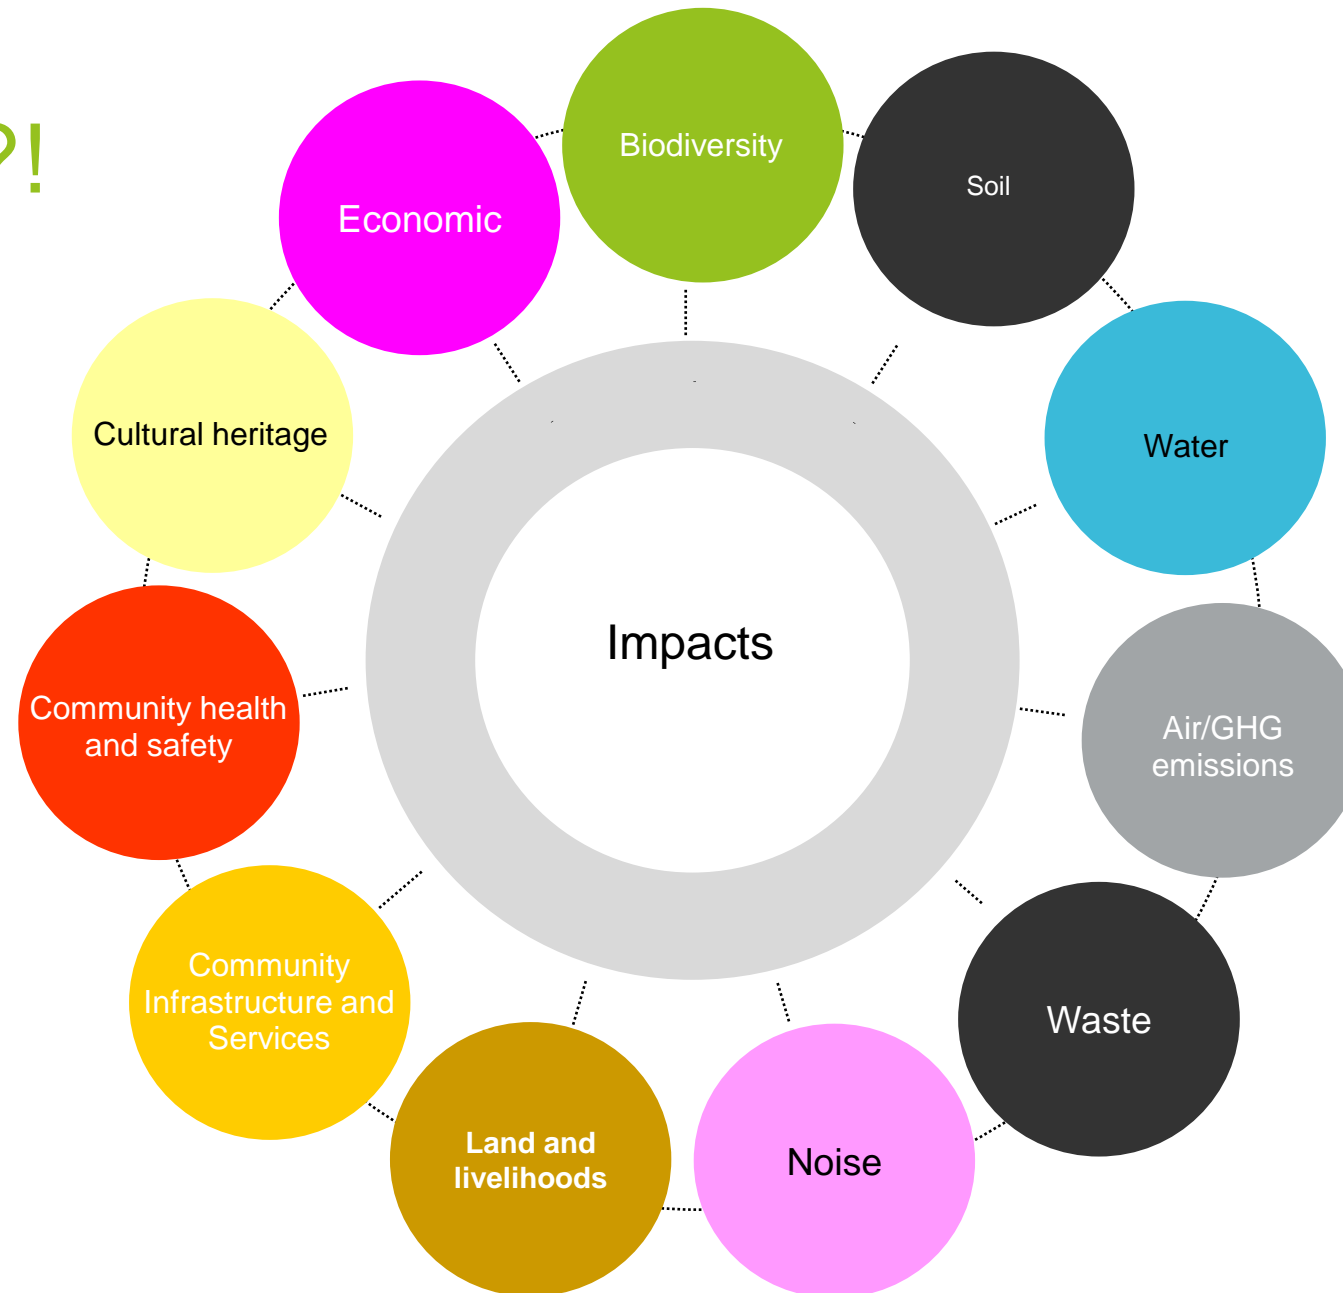 ?!
Biodiversity
Soil
Economic
Cultural heritage
Water
Impacts
Community health
and safety
Air/GHG
emissions
Community
Infrastructure and
Services
Waste
Land and
livelihoods
Noise